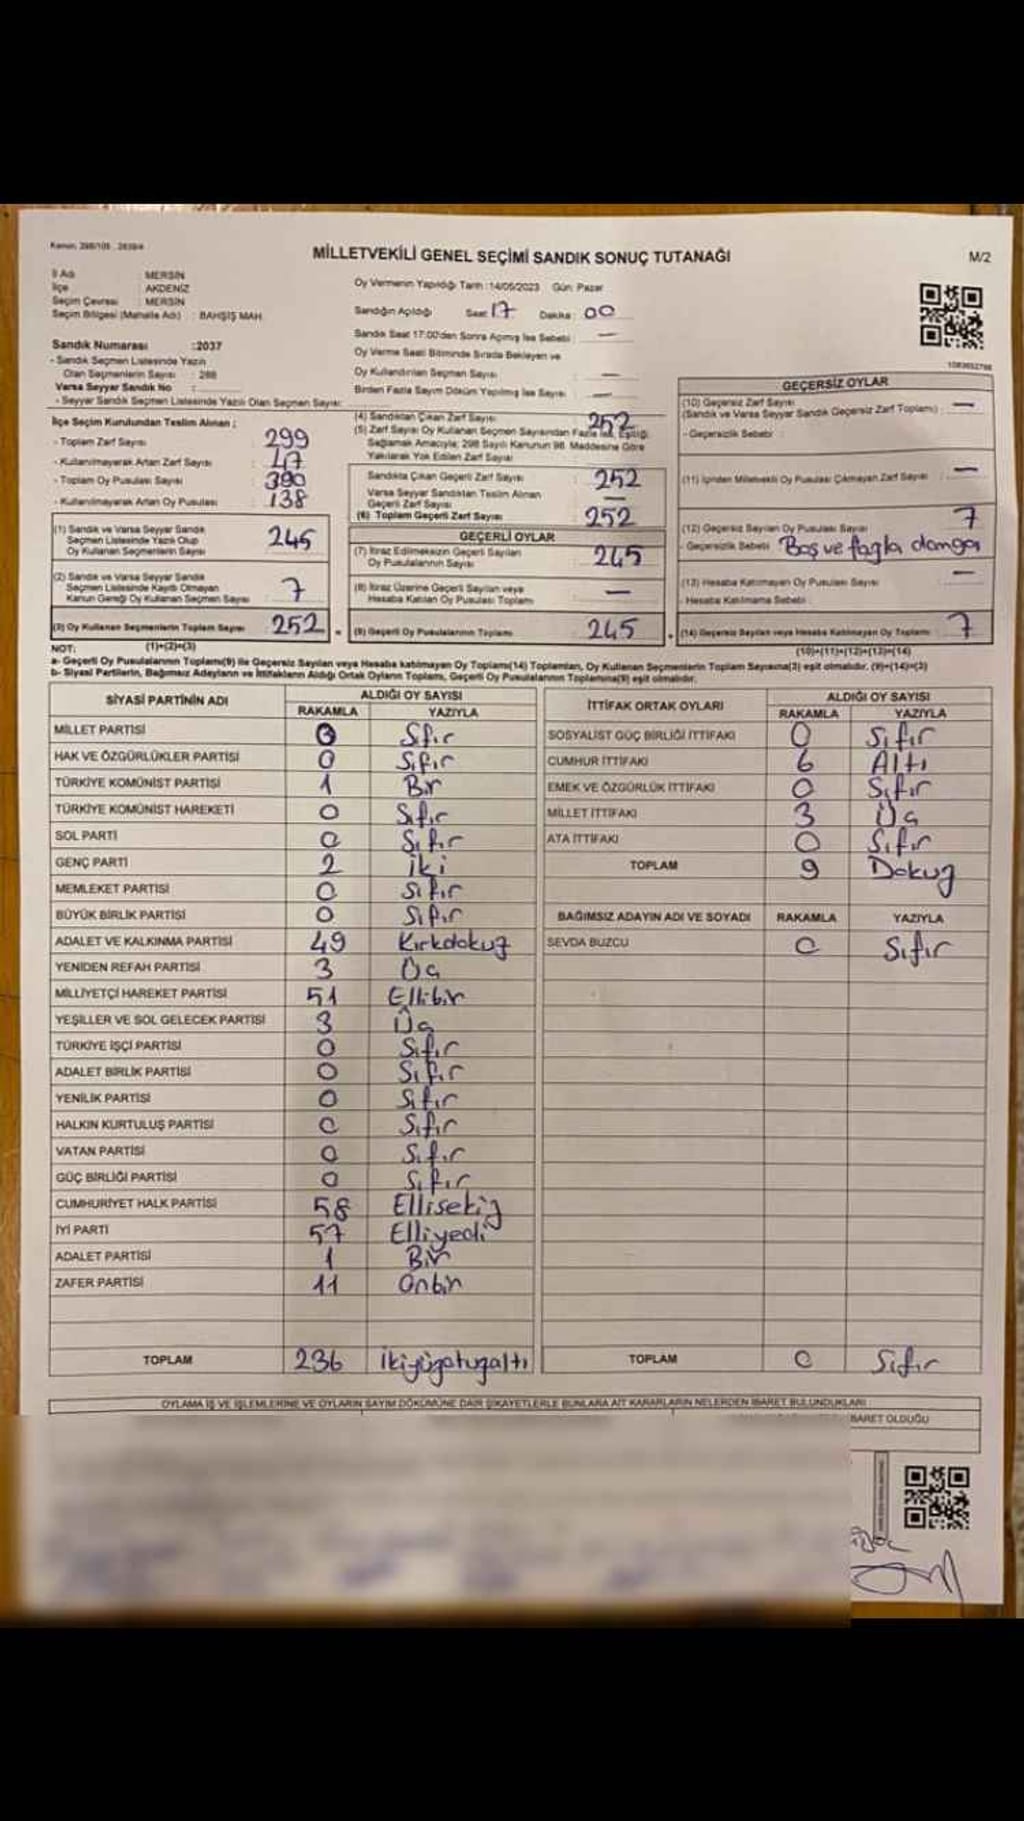 Kanun: 298/105 , 2839/4
MİLLETVEKİLİ GENEL SEÇİMİ SANDIK SONUÇ TUTANAĞI
M/2
İl Adı : MERSİN
İlçe : AKDENİZ
Seçim Çevresi : MERSİN
Seçim Bölgesi (Mahalle Adı) : BAHŞİŞ MAH.
Sandık Numarası :2037
- Sandık Seçmen Listesinde Yazılı
Olan Seçmenlerin Sayısı : 288
Varsa Seyyar Sandık No :
- Seyyar Sandık Seçmen Listesinde Yazılı Olan Seçmen Sayısı:
Oy Vermenin Yapıldığı Tarih :14/05/2023 Gün: Pazar
Sandığın Açıldığı Saat 17 Dakika: 00
Sandık Saat 17:00'den Sonra Açılmış İse Sebebi : —
Oy Verme Saati Bitiminde Sırada Bekleyen ve
Oy Kullandırılan Seçmen Sayısı : —
Birden Fazla Sayım Döküm Yapılmış İse Sayısı : —
İlçe Seçim Kurulundan Teslim Alınan ;
- Toplam Zarf Sayısı : 299
- Kullanılmayarak Artan Zarf Sayısı : 47
- Toplam Oy Pusulası Sayısı : 390
- Kullanılmayarak Artan Oy Pusulası : 138
(1) Sandık ve Varsa Seyyar Sandık
Seçmen Listesinde Yazılı Olup
Oy Kullanan Seçmenlerin Sayısı : 245
(2) Sandık ve Varsa Seyyar Sandık
Seçmen Listesinde Kayıtlı Olmayan
Kanun Gereği Oy Kullanan Seçmen Sayısı : 7
(3) Oy Kullanan Seçmenlerin Toplam Sayısı : 252 =
(4) Sandıktan Çıkan Zarf Sayısı : 252
(5) Zarf Sayısı Oy Kullanan Seçmen Sayısından Fazla İse, Eşitliği
Sağlamak Amacıyla; 298 Sayılı Kanunun 98. Maddesine Göre
Yakılarak Yok Edilen Zarf Sayısı
Sandıkta Çıkan Geçerli Zarf Sayısı : 252
Varsa Seyyar Sandıktan Teslim Alınan
Geçerli Zarf Sayısı : —
(6) Toplam Geçerli Zarf Sayısı : 252
GEÇERLİ OYLAR
(7) İtiraz Edilmeksizin Geçerli Sayılan
Oy Pusulalarının Sayısı : 245
(8) İtiraz Üzerine Geçerli Sayılan veya
Hesaba Katılan Oy Pusulası Toplamı : —
(9) Geçerli Oy Pusulalarının Toplamı : 245 +
GEÇERSİZ OYLAR
(10) Geçersiz Zarf Sayısı
(Sandık ve Varsa Seyyar Sandık Geçersiz Zarf Toplamı) : —
- Geçersizlik Sebebi :
(11) İçinden Milletvekili Oy Pusulası Çıkmayan Zarf Sayısı : —
(12) Geçersiz Sayılan Oy Pusulası Sayısı : 7
- Geçersizlik Sebebi : Boş ve fazla damga
(13) Hesaba Katılmayan Oy Pusulası Sayısı : —
- Hesaba Katılmama Sebebi :
(14) Geçersiz Sayılan veya Hesaba Katılmayan Oy Toplamı : 7
NOT: (1)+(2)=(3)
(10)+(11)+(12)+(13)=(14)
a- Geçerli Oy Pusulalarının Toplamı(9) ile Geçersiz Sayılan veya Hesaba katılmayan Oy Toplamı(14) Toplamları, Oy Kullanan Seçmenlerin Toplam Sayısına(3) eşit olmalıdır. (9)+(14)=(3)
b- Siyasi Partilerin, Bağımsız Adayların ve İttifakların Aldığı Ortak Oyların Toplamı, Geçerli Oy Pusulalarının Toplamına(9) eşit olmalıdır.
SİYASİ PARTİNİN ADI ALDIĞI OY SAYISI
RAKAMLA YAZIYLA
MİLLET PARTİSİ 0 Sfır
HAK VE ÖZGÜRLÜKLER PARTİSİ 0 Sıfır
TÜRKİYE KOMÜNİST PARTİSİ 1 Bir
TÜRKİYE KOMÜNİST HAREKETİ 0 Sıfır
SOL PARTİ 0 Sıfır
GENÇ PARTİ 2 iki
MEMLEKET PARTİSİ 0 Sıfır
BÜYÜK BİRLİK PARTİSİ 0 Sıfır
ADALET VE KALKINMA PARTİSİ 49 Kırkdokuz
YENİDEN REFAH PARTİSİ 3 Üç
MİLLİYETÇİ HAREKET PARTİSİ 51 Ellibir
YEŞİLLER VE SOL GELECEK PARTİSİ 3 Üç
TÜRKİYE İŞÇİ PARTİSİ 0 Sıfır
ADALET BİRLİK PARTİSİ 0 Sıfır
YENİLİK PARTİSİ 0 Sıfır
HALKIN KURTULUŞ PARTİSİ 0 Sıfır
VATAN PARTİSİ 0 Sıfır
GÜÇ BİRLİĞİ PARTİSİ 0 Sıfır
CUMHURİYET HALK PARTİSİ 58 Ellisekiz
İYİ PARTİ 57 Elliyedi
ADALET PARTİSİ 1 Bir
ZAFER PARTİSİ 11 Onbir
TOPLAM 236 ikiyüzotuzaltı
İTTİFAK ORTAK OYLARI ALDIĞI OY SAYISI
RAKAMLA YAZIYLA
SOSYALİST GÜÇ BİRLİĞİ İTTİFAKI 0 Sıfır
CUMHUR İTTİFAKI 6 Altı
EMEK VE ÖZGÜRLÜK İTTİFAKI 0 Sıfır
MİLLET İTTİFAKI 3 Üç
ATA İTTİFAKI 0 Sıfır
TOPLAM 9 Dokuz
BAĞIMSIZ ADAYIN ADI VE SOYADI RAKAMLA YAZIYLA
SEVDA BUZCU 0 Sıfır
TOPLAM 0 Sıfır
OYLAMA İŞ VE İŞLEMLERİNE VE OYLARIN SAYIM DÖKÜMÜNE DAİR ŞİKAYETLERLE BUNLARA AİT KARARLARIN NELERDEN İBARET BULUNDUKLARI
İBARET OLDUĞU